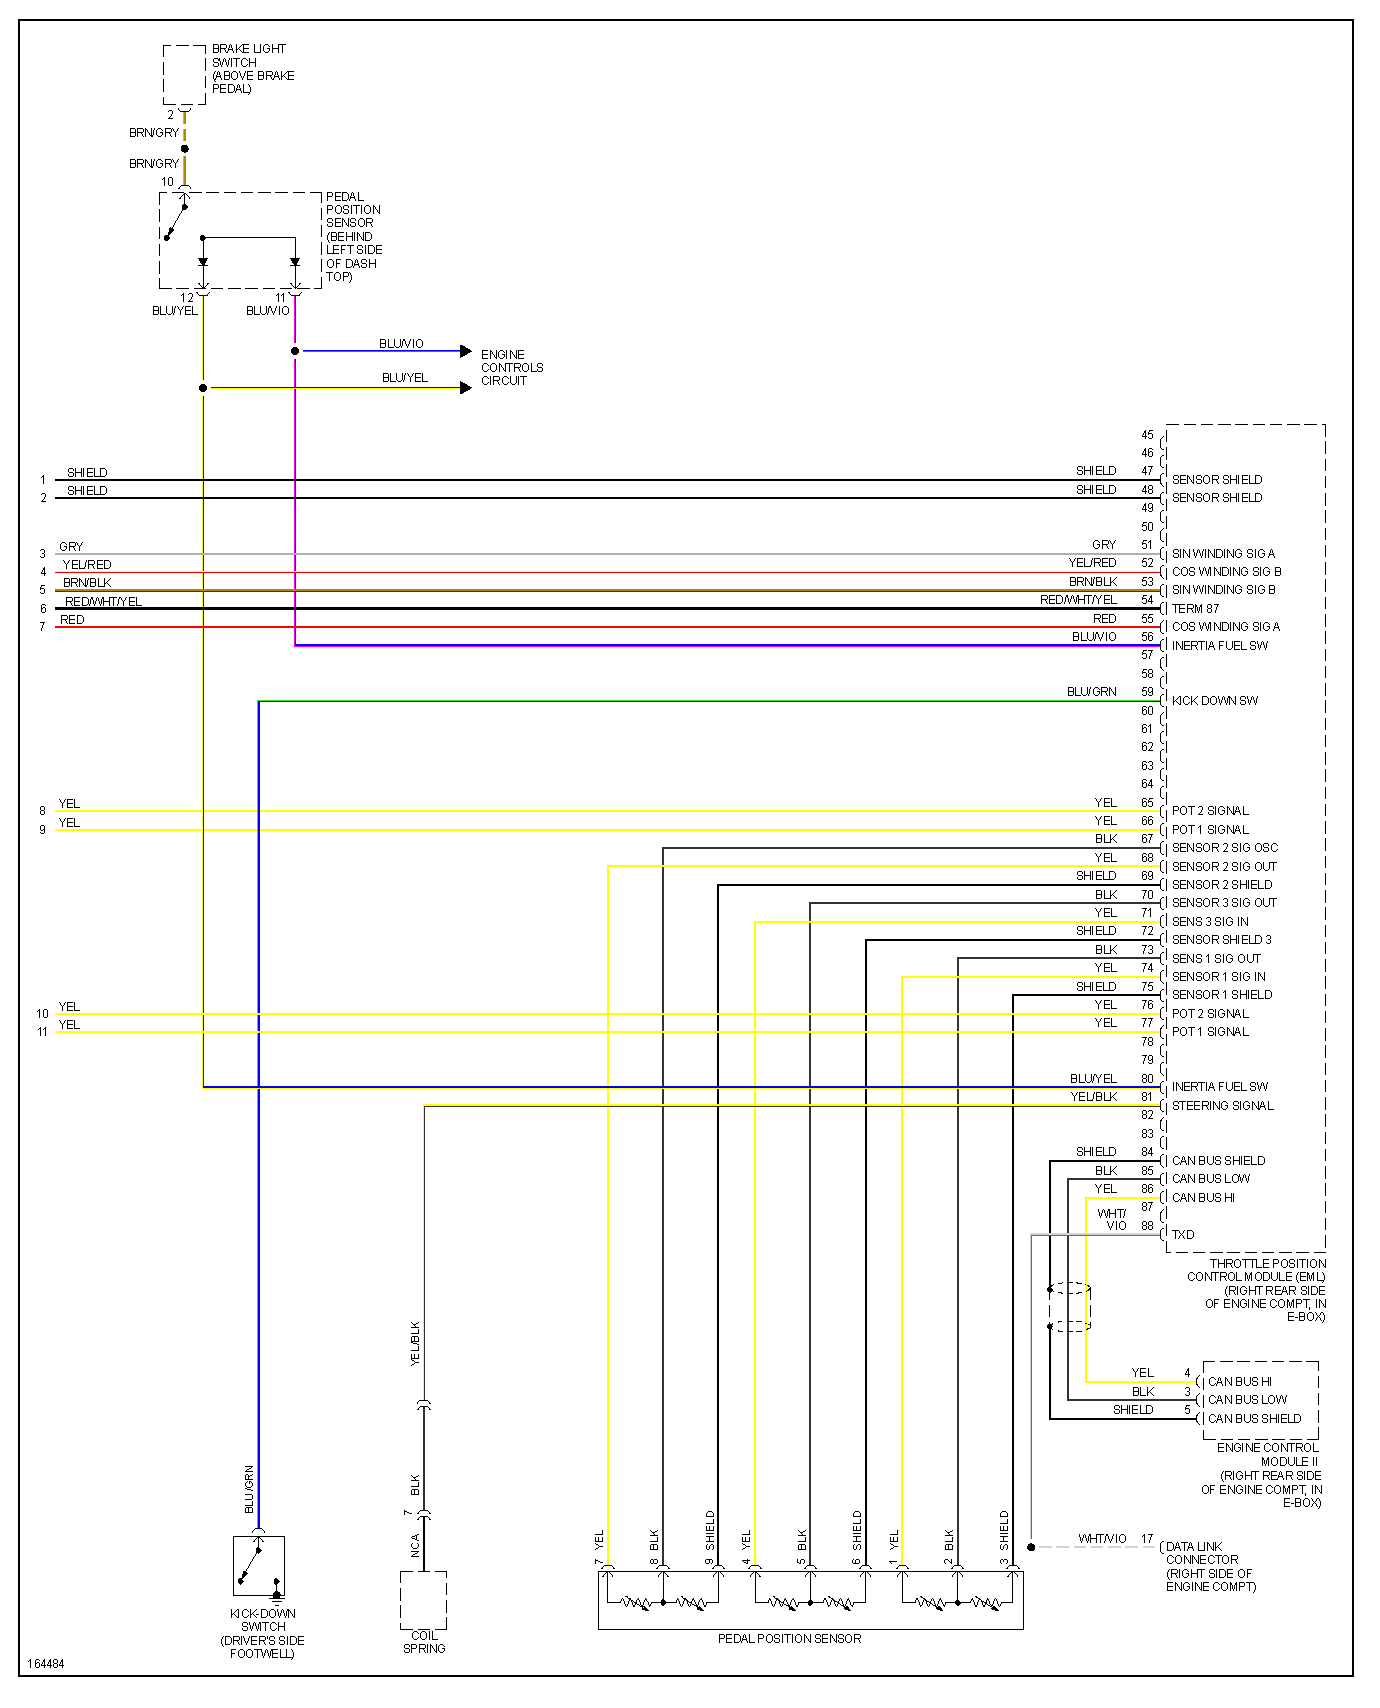 BRAKE LIGHT
SWITCH
(ABOVE BRAKE
PEDAL)
2
BRN/GRY
BRN/GRY
10
PEDAL
POSITION
SENSOR
(BEHIND
LEFT SIDE
OF DASH
TOP)
12
11
BLU/YEL
BLU/VIO
BLU/VIO
BLU/YEL
ENGINE
CONTROLS
CIRCUIT
45
46
1 SHIELD SHIELD 47 SENSOR SHIELD
2 SHIELD SHIELD 48 SENSOR SHIELD
49
50
3 GRY GRY 51 SIN WINDING SIG A
4 YEL/RED YEL/RED 52 COS WINDING SIG B
5 BRN/BLK BRN/BLK 53 SIN WINDING SIG B
6 RED/WHT/YEL RED/WHT/YEL 54 TERM 87
7 RED RED 55 COS WINDING SIG A
BLU/VIO 56 INERTIA FUEL SW
57
58
BLU/GRN 59 KICK DOWN SW
60
61
62
63
64
8 YEL YEL 65 POT 2 SIGNAL
9 YEL YEL 66 POT 1 SIGNAL
BLK 67 SENSOR 2 SIG OSC
YEL 68 SENSOR 2 SIG OUT
SHIELD 69 SENSOR 2 SHIELD
BLK 70 SENSOR 3 SIG OUT
YEL 71 SENS 3 SIG IN
SHIELD 72 SENSOR SHIELD 3
BLK 73 SENS 1 SIG OUT
YEL 74 SENSOR 1 SIG IN
SHIELD 75 SENSOR 1 SHIELD
10 YEL YEL 76 POT 2 SIGNAL
11 YEL YEL 77 POT 1 SIGNAL
78
79
BLU/YEL 80 INERTIA FUEL SW
YEL/BLK 81 STEERING SIGNAL
82
83
SHIELD 84 CAN BUS SHIELD
BLK 85 CAN BUS LOW
YEL 86 CAN BUS HI
87
WHT/
VIO 88 TXD
THROTTLE POSITION
CONTROL MODULE (EML)
(RIGHT REAR SIDE
OF ENGINE COMPT, IN
E-BOX)
YEL 4 CAN BUS HI
BLK 3 CAN BUS LOW
SHIELD 5 CAN BUS SHIELD
ENGINE CONTROL
MODULE II
(RIGHT REAR SIDE
OF ENGINE COMPT, IN
E-BOX)
WHT/VIO 17 DATA LINK
CONNECTOR
(RIGHT SIDE OF
ENGINE COMPT)
BLU/GRN
KICK-DOWN
SWITCH
(DRIVER'S SIDE
FOOTWELL)
YEL/BLK
BLK
7
NCA
COIL
SPRING
7 YEL
8 BLK
9 SHIELD
4 YEL
5 BLK
6 SHIELD
1 YEL
2 BLK
3 SHIELD
PEDAL POSITION SENSOR
164484